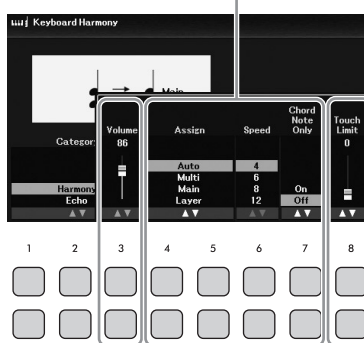 Keyboard Harmony
Main
Category
Volume
86
Assign
Speed
Chord
Note
Only
Touch
Limit
0
Harmony
Echo
Auto
Multi
Main
Layer
4
6
8
12
On
Off
1 2 3 4 5 6 7 8